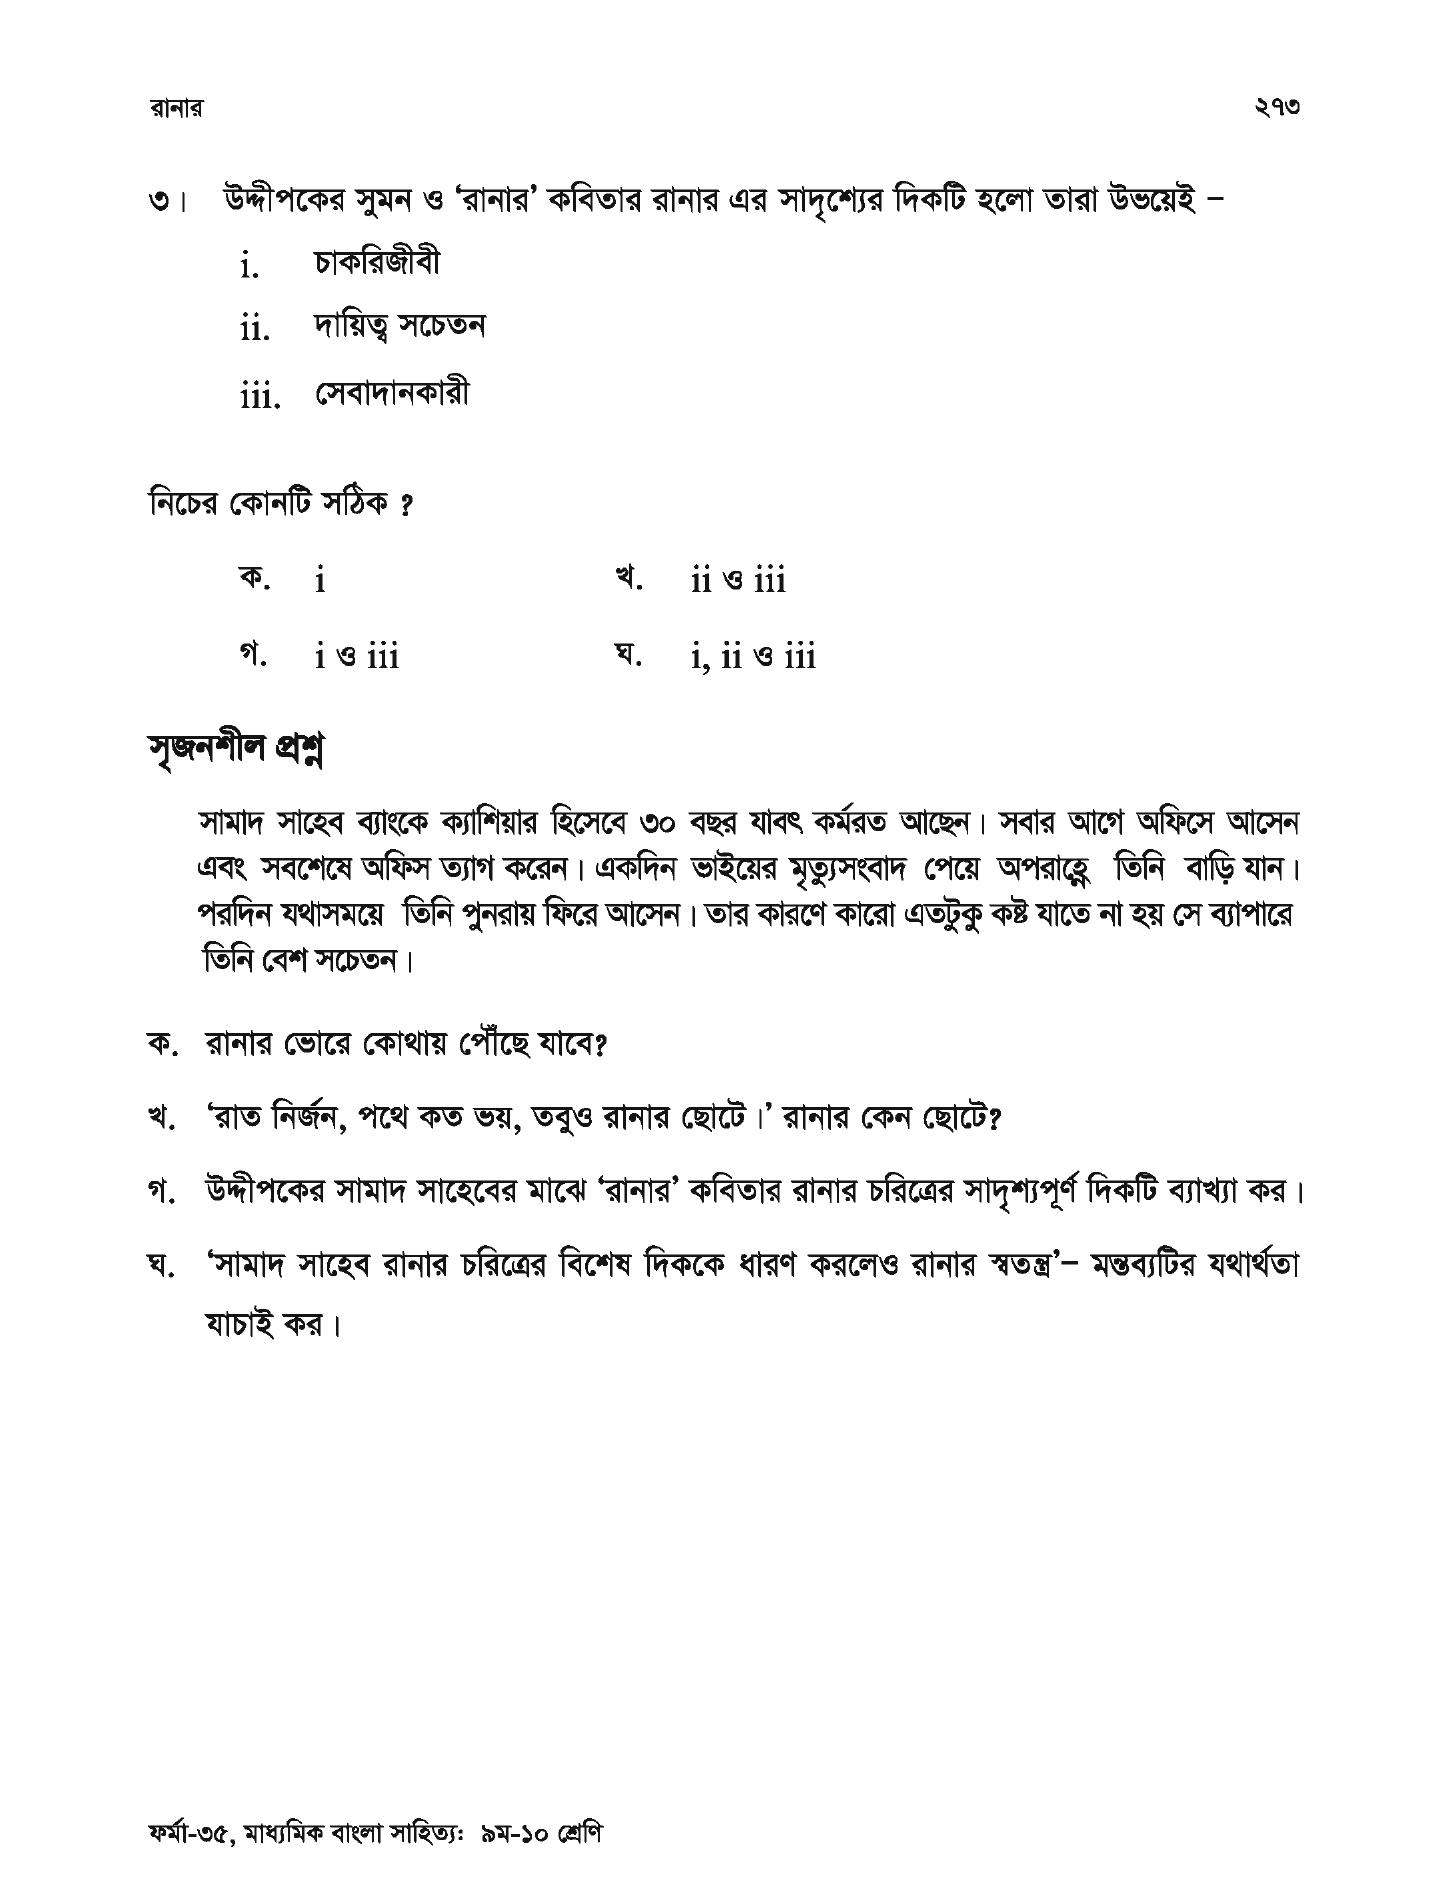 রানার ২৭৩
৩। উদ্দীপকের সুমন ও ‘রানার’ কবিতার রানার এর সাদৃশ্যের দিকটি হলো তারা উভয়েই –
i. চাকরিজীবী
ii. দায়িত্ব সচেতন
iii. সেবাদানকারী
নিচের কোনটি সঠিক ?
ক. i খ. ii ও iii
গ. i ও iii ঘ. i, ii ও iii
সৃজনশীল প্রশ্ন
সামাদ সাহেব ব্যাংকে ক্যাশিয়ার হিসেবে ৩০ বছর যাবৎ কর্মরত আছেন। সবার আগে অফিসে আসেন
এবং সবশেষে অফিস ত্যাগ করেন। একদিন ভাইয়ের মৃত্যুসংবাদ পেয়ে অপরাহ্ণে তিনি বাড়ি যান।
পরদিন যথাসময়ে তিনি পুনরায় ফিরে আসেন। তার কারণে কারো এতটুকু কষ্ট যাতে না হয় সে ব্যাপারে
তিনি বেশ সচেতন।
ক. রানার ভোরে কোথায় পৌঁছে যাবে?
খ. ‘রাত নির্জন, পথে কত ভয়, তবুও রানার ছোটে।’ রানার কেন ছোটে?
গ. উদ্দীপকের সামাদ সাহেবের মাঝে ‘রানার’ কবিতার রানার চরিত্রের সাদৃশ্যপূর্ণ দিকটি ব্যাখ্যা কর।
ঘ. ‘সামাদ সাহেব রানার চরিত্রের বিশেষ দিককে ধারণ করলেও রানার স্বতন্ত্র’– মন্তব্যটির যথার্থতা
যাচাই কর।
ফর্মা-৩৫, মাধ্যমিক বাংলা সাহিত্য: ৯ম-১০ শ্রেণি